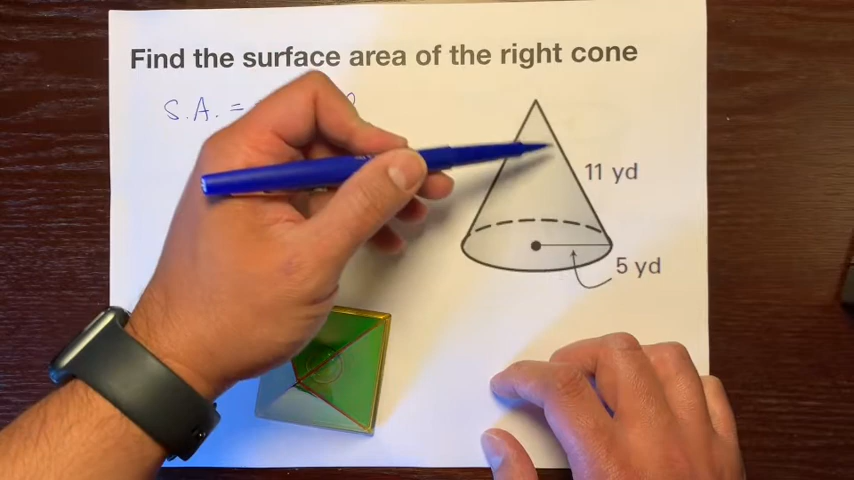 Find the surface area of the right cone
S.A. =
11 yd
5 yd